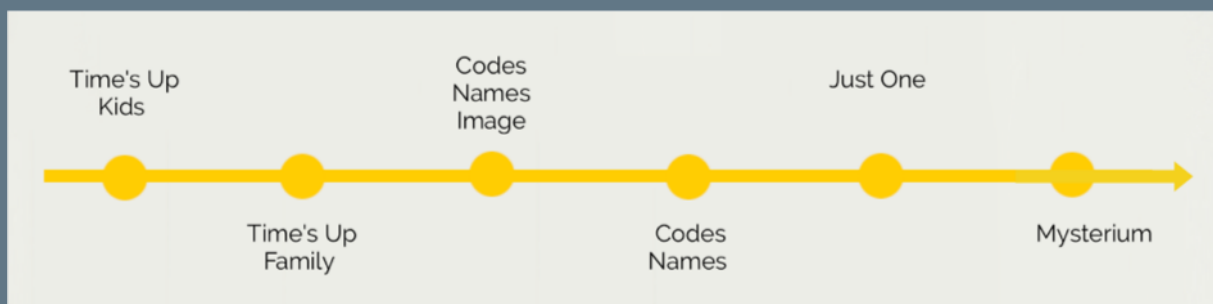 Time's Up
Kids
Time's Up
Family
Codes
Names
Image
Codes
Names
Just One
Mysterium